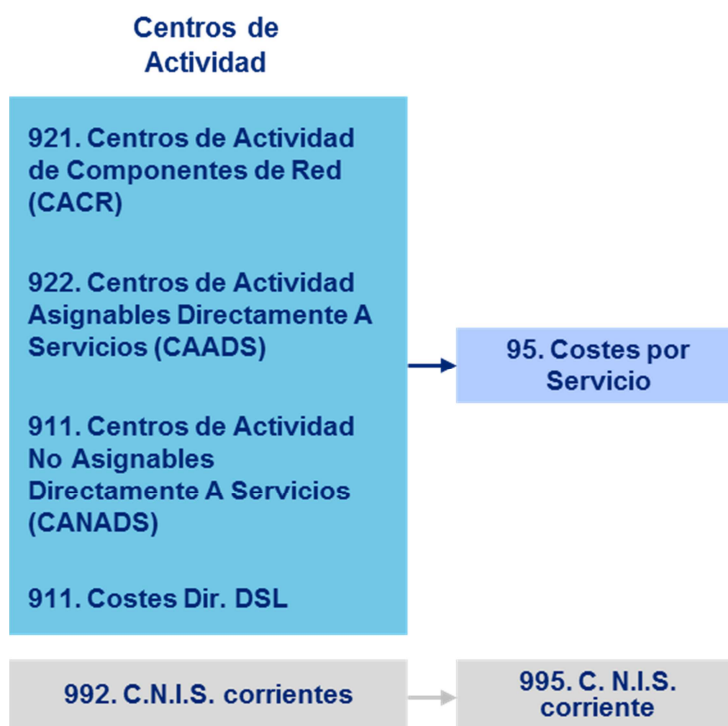 Centros de
Actividad
921. Centros de Actividad
de Componentes de Red
(CACR)
922. Centros de Actividad
Asignables Directamente A
Servicios (CAADS)
911. Centros de Actividad
No Asignables
Directamente A Servicios
(CANADS)
911. Costes Dir. DSL
95. Costes por
Servicio
992. C.N.I.S. corrientes
995. C. N.I.S.
corriente